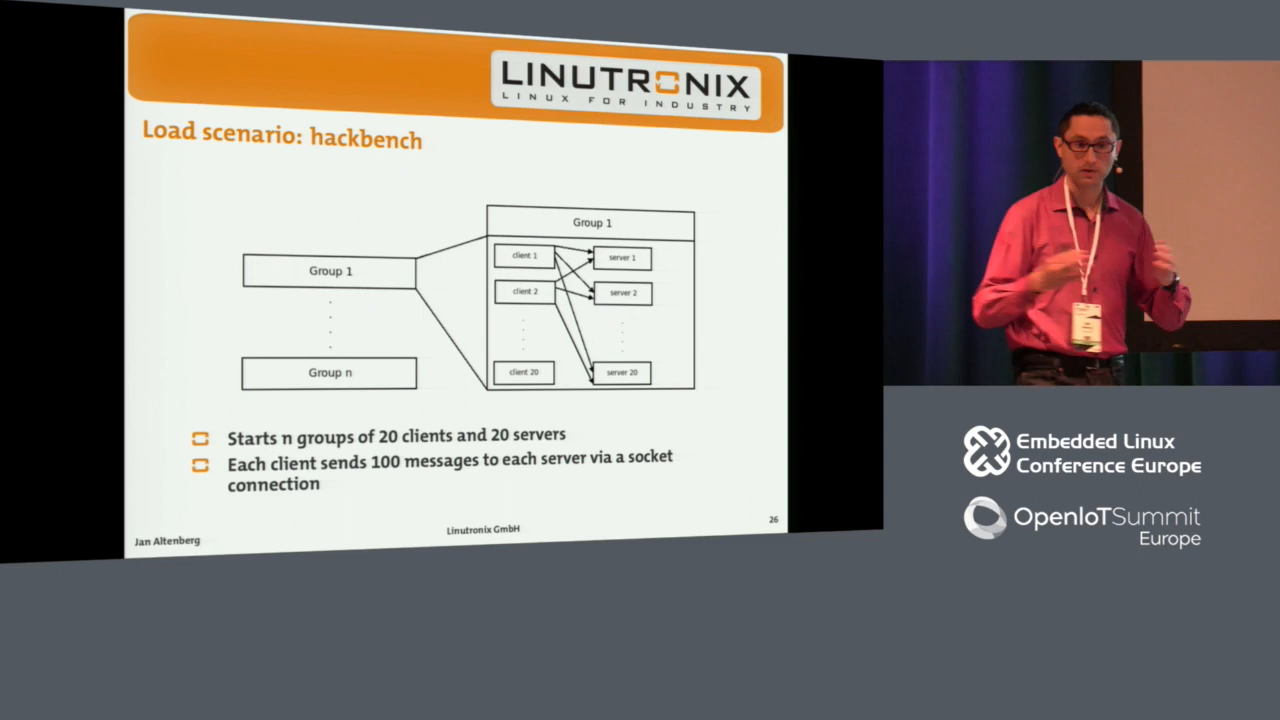 LINUTRONIX
LINUX FOR INDUSTRY
Load scenario: hackbench
Group 1
Group 1
client 1
server 1
client 2
server 2
client 20
server 20
Group n
Starts n groups of 20 clients and 20 servers
Each client sends 100 messages to each server via a socket
connection
Jan Altenberg
Linutronix GmbH
26
Embedded Linux
Conference Europe
OpenIoTSummit
Europe